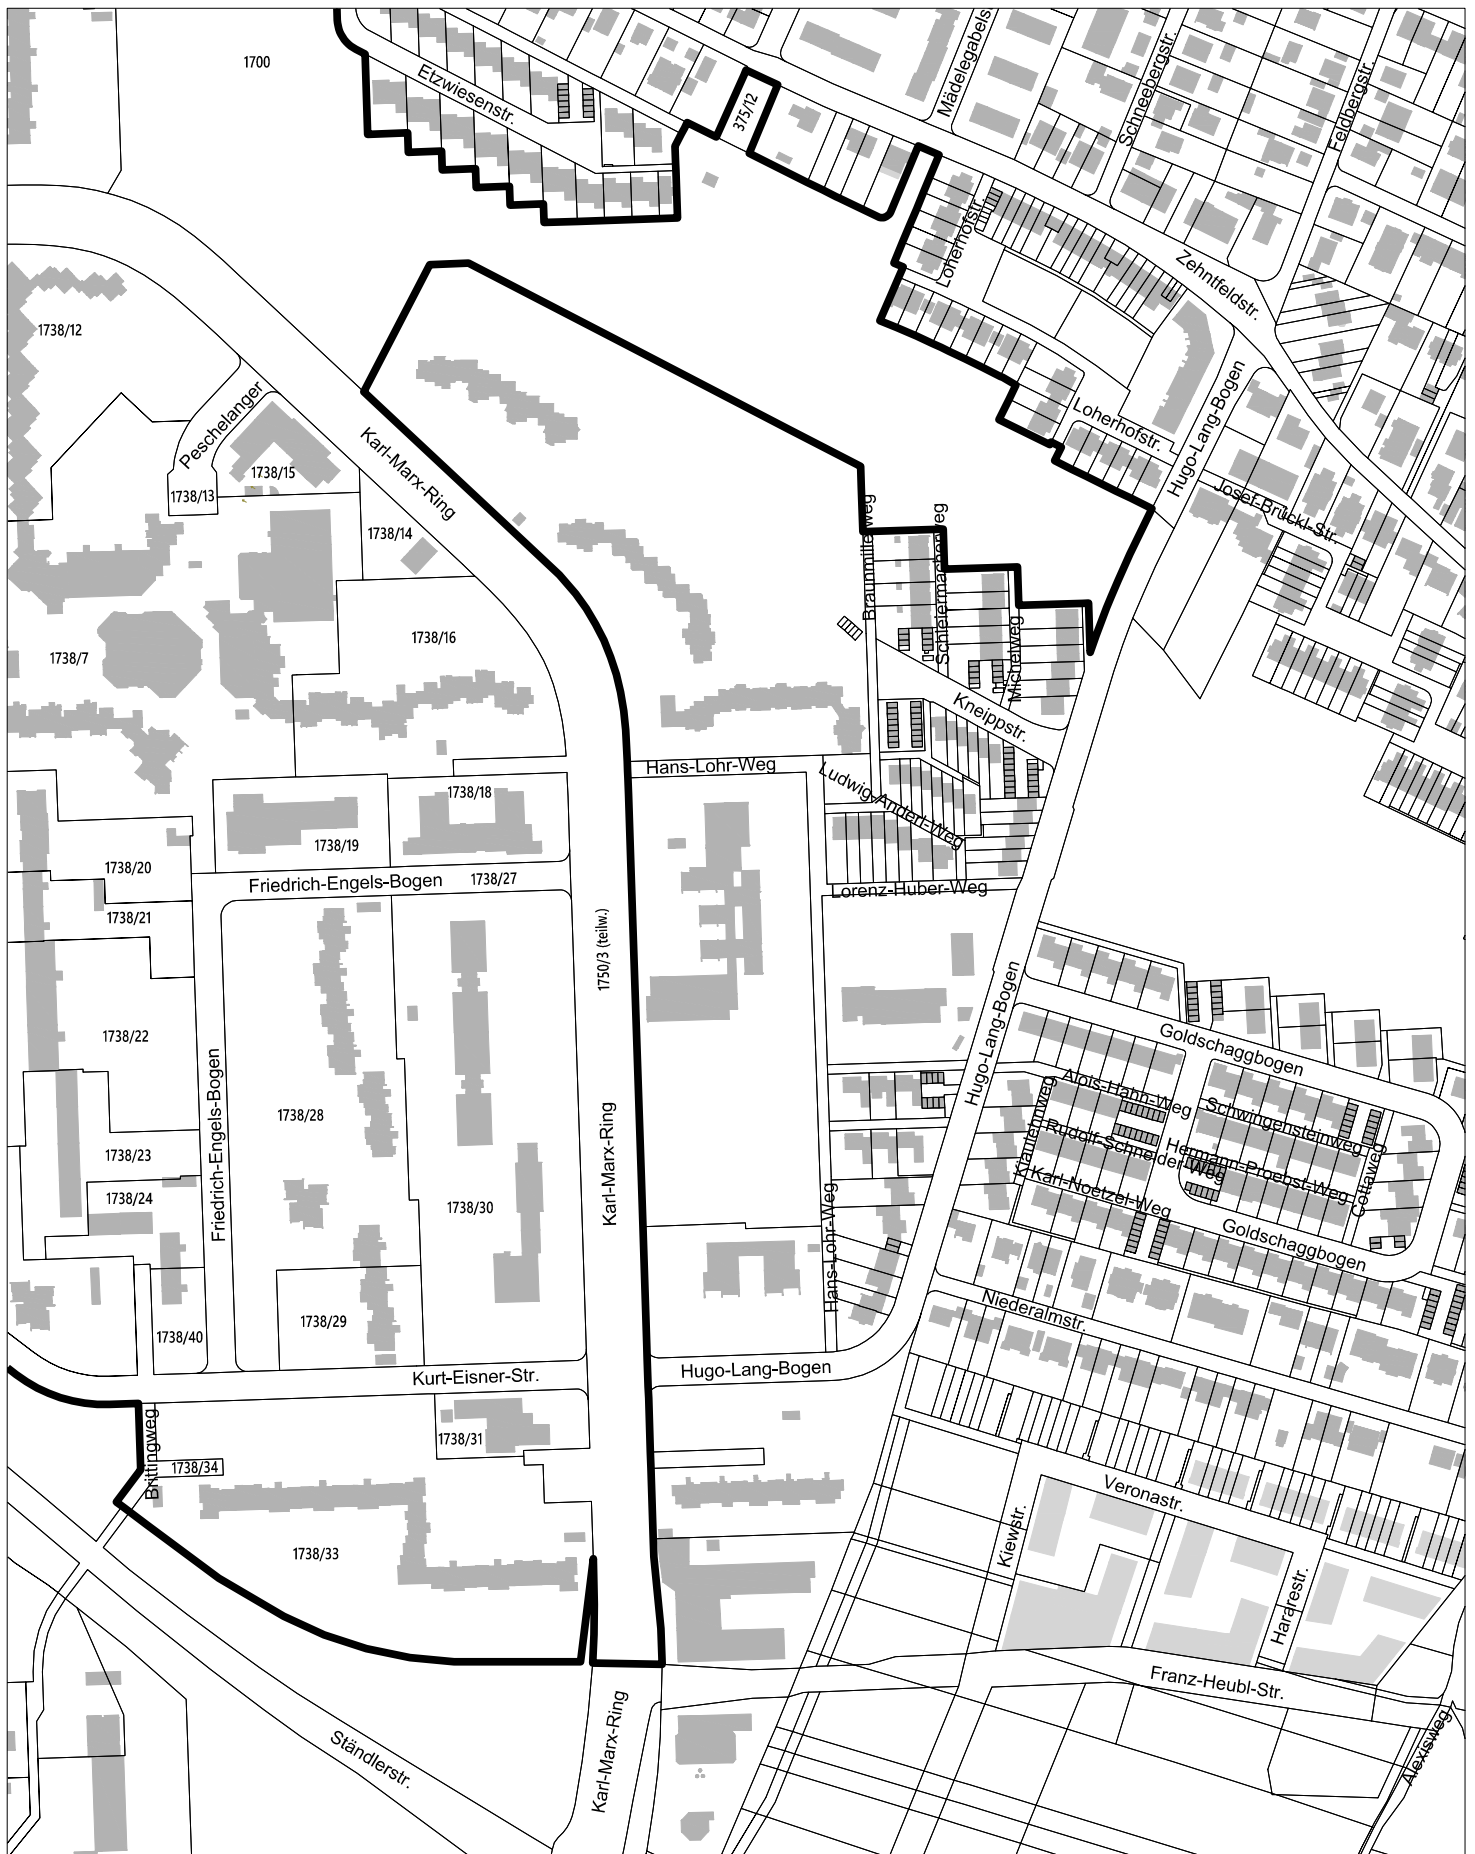 1700
Etzwiesenstr.
375/12
Mädelegabelstr.
Schneebergstr.
Feldbergstr.
Loherhofstr.
Zehntfeldstr.
1738/12
Peschelanger
1738/15
1738/13
Karl-Marx-Ring
1738/14
Loherhofstr.
Hugo-Lang-Bogen
Josef-Brückl-Str.
Braunmillerweg
Schleiermacherweg
Michelweg
1738/16
1738/7
Kneippstr.
Hans-Lohr-Weg
Ludwig-Anderl-Weg
1738/18
1738/19
1738/20
Friedrich-Engels-Bogen
1738/27
Lorenz-Huber-Weg
1738/21
1750/3 (teilw.)
Hugo-Lang-Bogen
1738/22
Goldschaggbogen
Friedrich-Engels-Bogen
1738/28
Karl-Marx-Ring
Alois-Hahn-Weg
Schwingensteinweg
Rudolf-Schneider-Weg
Hermann-Proebst-Weg
Karl-Noetzel-Weg
Cottaweg
1738/23
1738/24
1738/30
Hans-Lohr-Weg
Goldschaggbogen
1738/40
1738/29
Niederalmstr.
Kurt-Eisner-Str.
Hugo-Lang-Bogen
Brittingweg
1738/31
1738/34
Veronastr.
Kiewstr.
1738/33
Hararestr.
Franz-Heubl-Str.
Ständlerstr.
Karl-Marx-Ring
Alexisweg